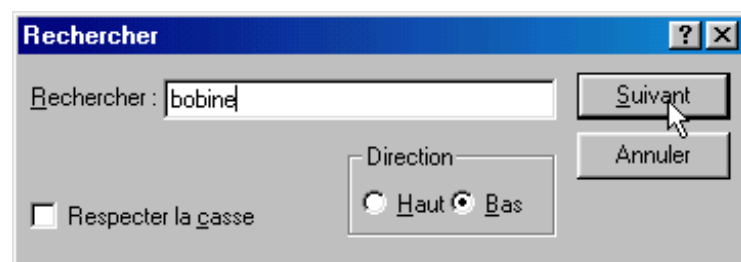 Rechercher
Rechercher : bobine
Suivant
Direction
Annuler
Haut Bas
Respecter la casse